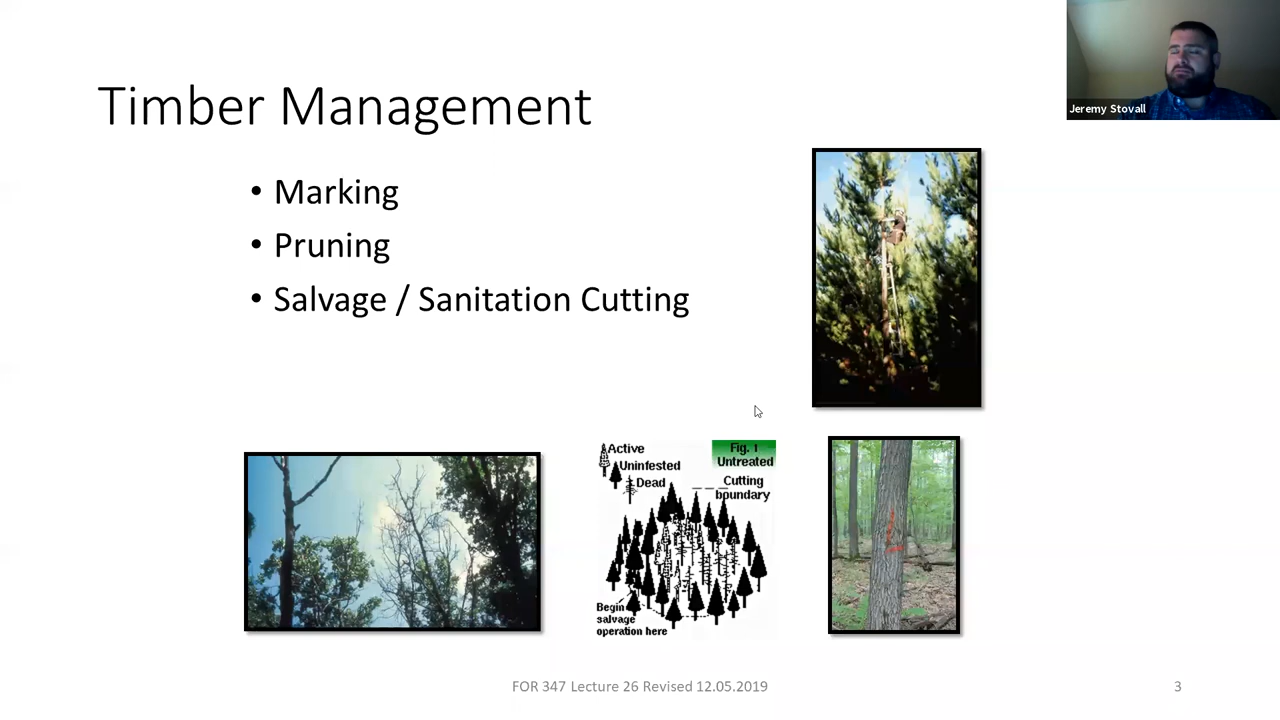 Timber Management
Jeremy Stovall
• Marking
• Pruning
• Salvage / Sanitation Cutting
Active
Uninfested
Dead
Fig. 1
Untreated
Cutting
boundary
Begin
salvage
operation here
FOR 347 Lecture 26 Revised 12.05.2019
3